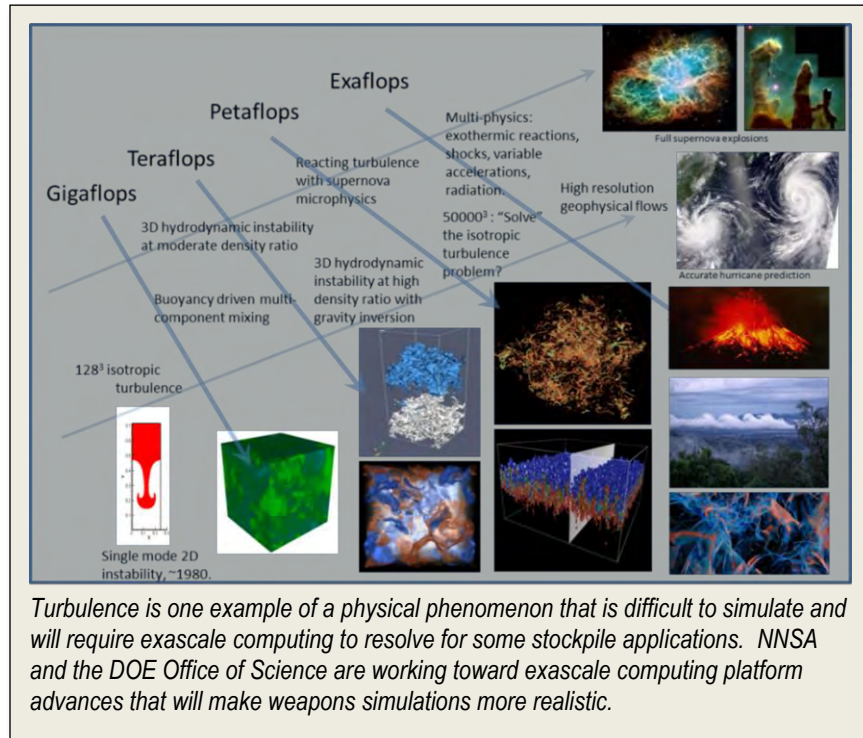 Exaflops
Petaflops
Teraflops
Gigaflops
Multi-physics:
exothermic reactions,
shocks, variable
accelerations,
radiation.
Full supernova explosions
Reacting turbulence
with supernova
microphysics
High resolution
geophysical flows
3D hydrodynamic instability
at moderate density ratio
50000³ : “Solve”
the isotropic
turbulence
problem?
3D hydrodynamic
instability at high
density ratio with
gravity inversion
Accurate hurricane prediction
Buoyancy driven multi-
component mixing
128³ isotropic
turbulence
Single mode 2D
instability, ~1980.
Turbulence is one example of a physical phenomenon that is difficult to simulate and
will require exascale computing to resolve for some stockpile applications. NNSA
and the DOE Office of Science are working toward exascale computing platform
advances that will make weapons simulations more realistic.